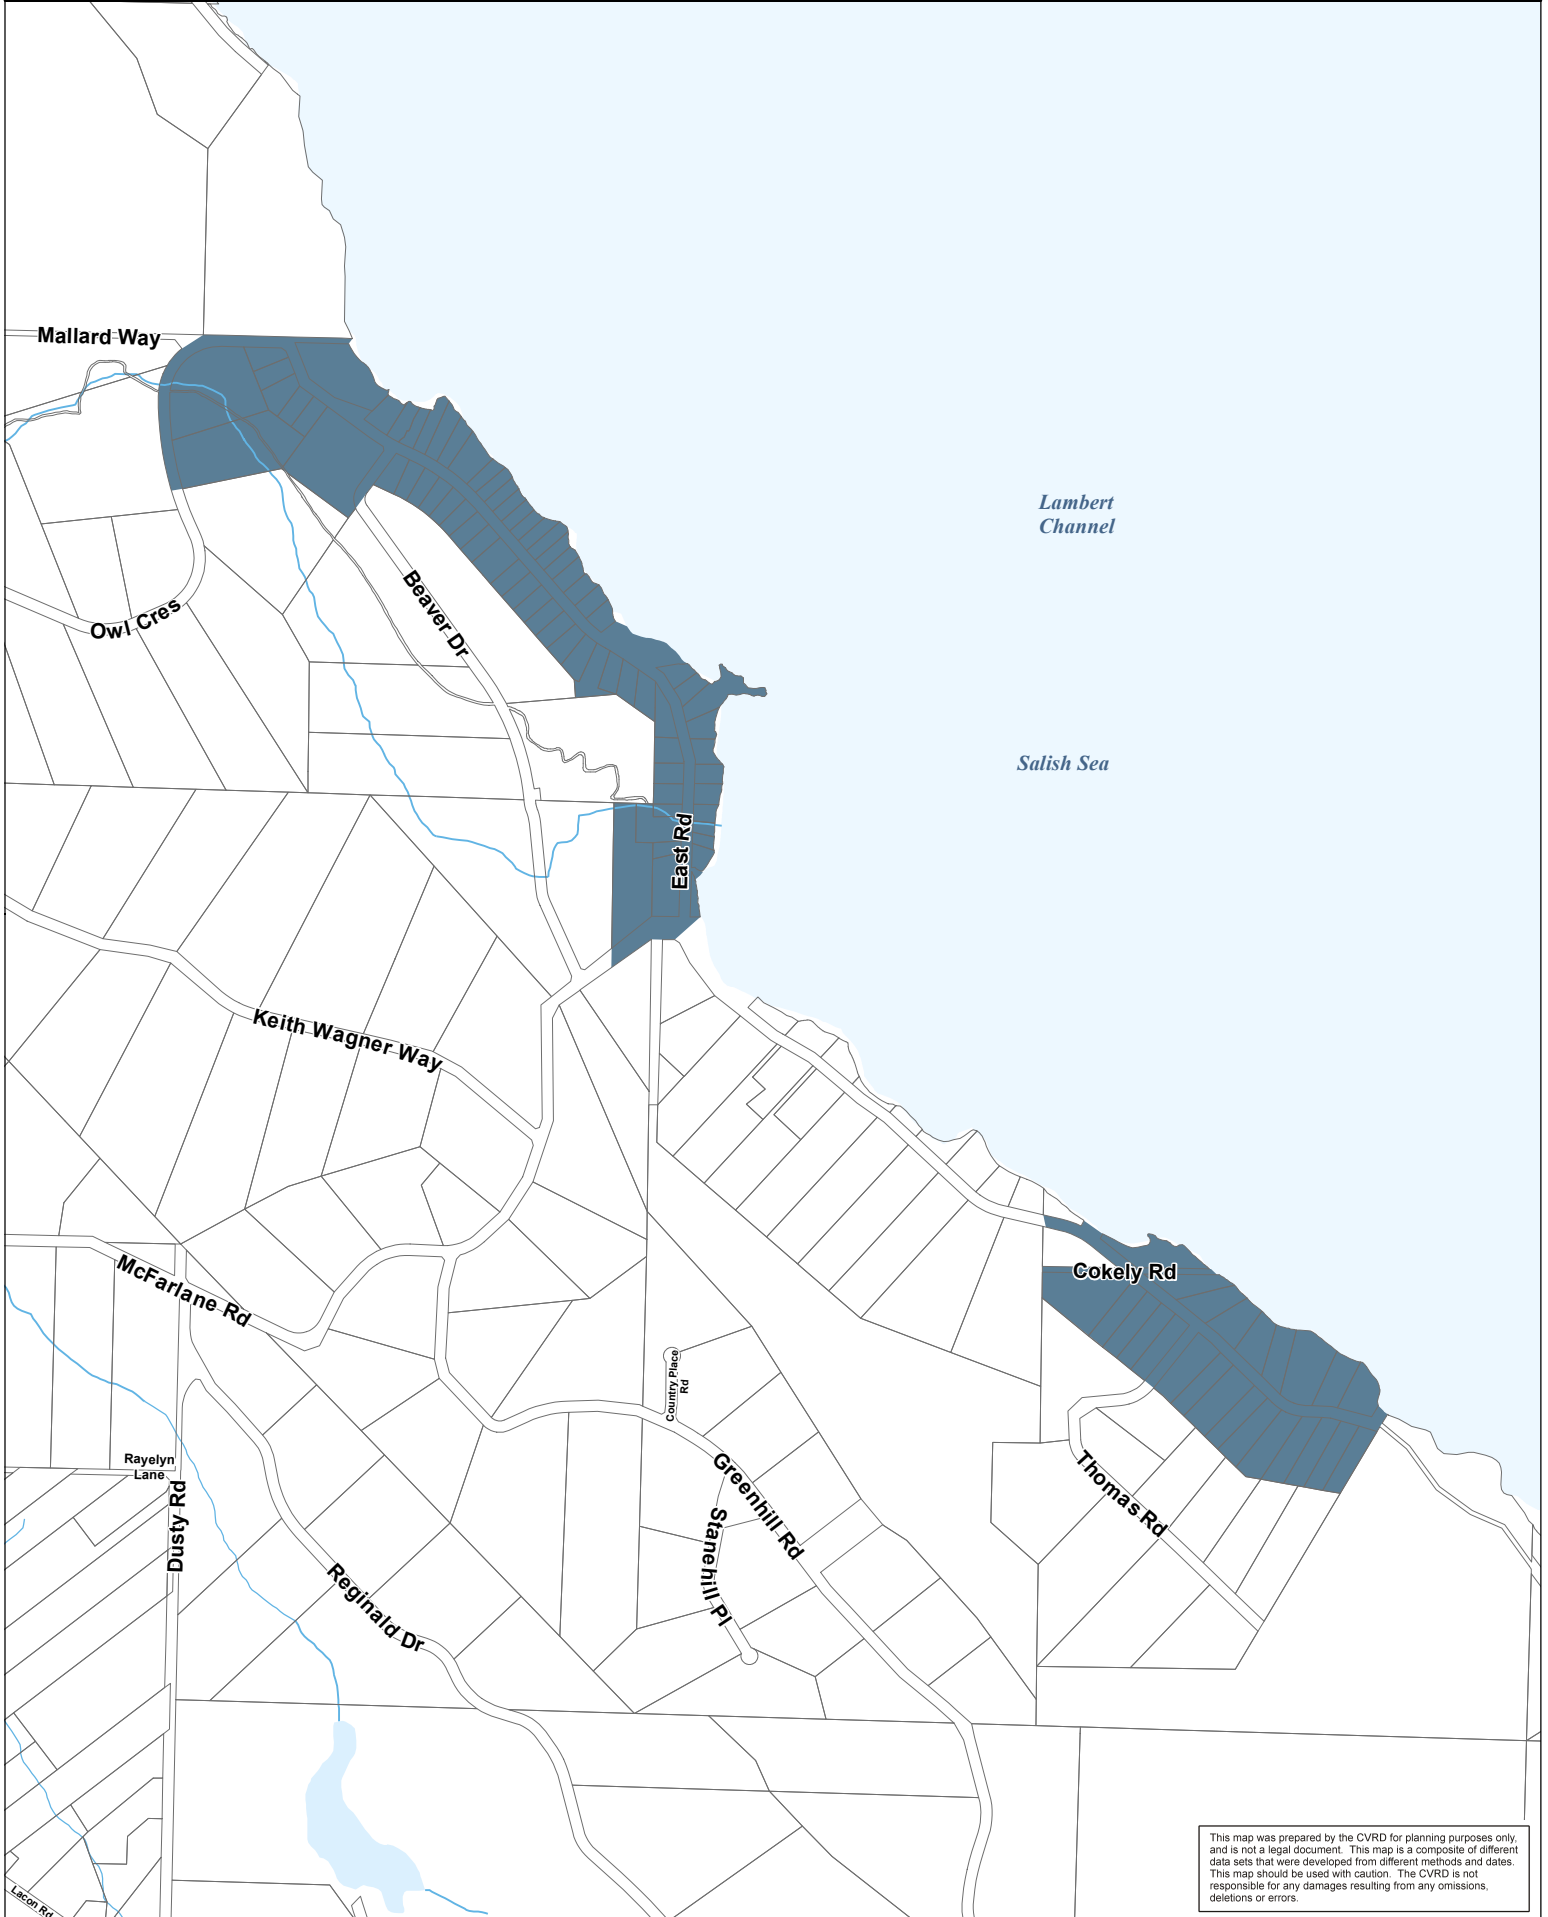 Mallard Way
Lambert
Channel
Beaver Dr
Owl Cres
Salish Sea
East Rd
Keith Wagner Way
McFarlane Rd
Cokely Rd
Country Place
Rd
Rayelyn
Lane
Greenhill Rd
Thomas Rd
Dusty Rd
Stanehill Pl
Reginald Dr
This map was prepared by the CVRD for planning purposes only,
and is not a legal document. This map is a composite of different
data sets that were developed from different methods and dates.
This map should be used with caution. The CVRD is not
responsible for any damages resulting from any omissions,
deletions or errors.
Lacon Rd